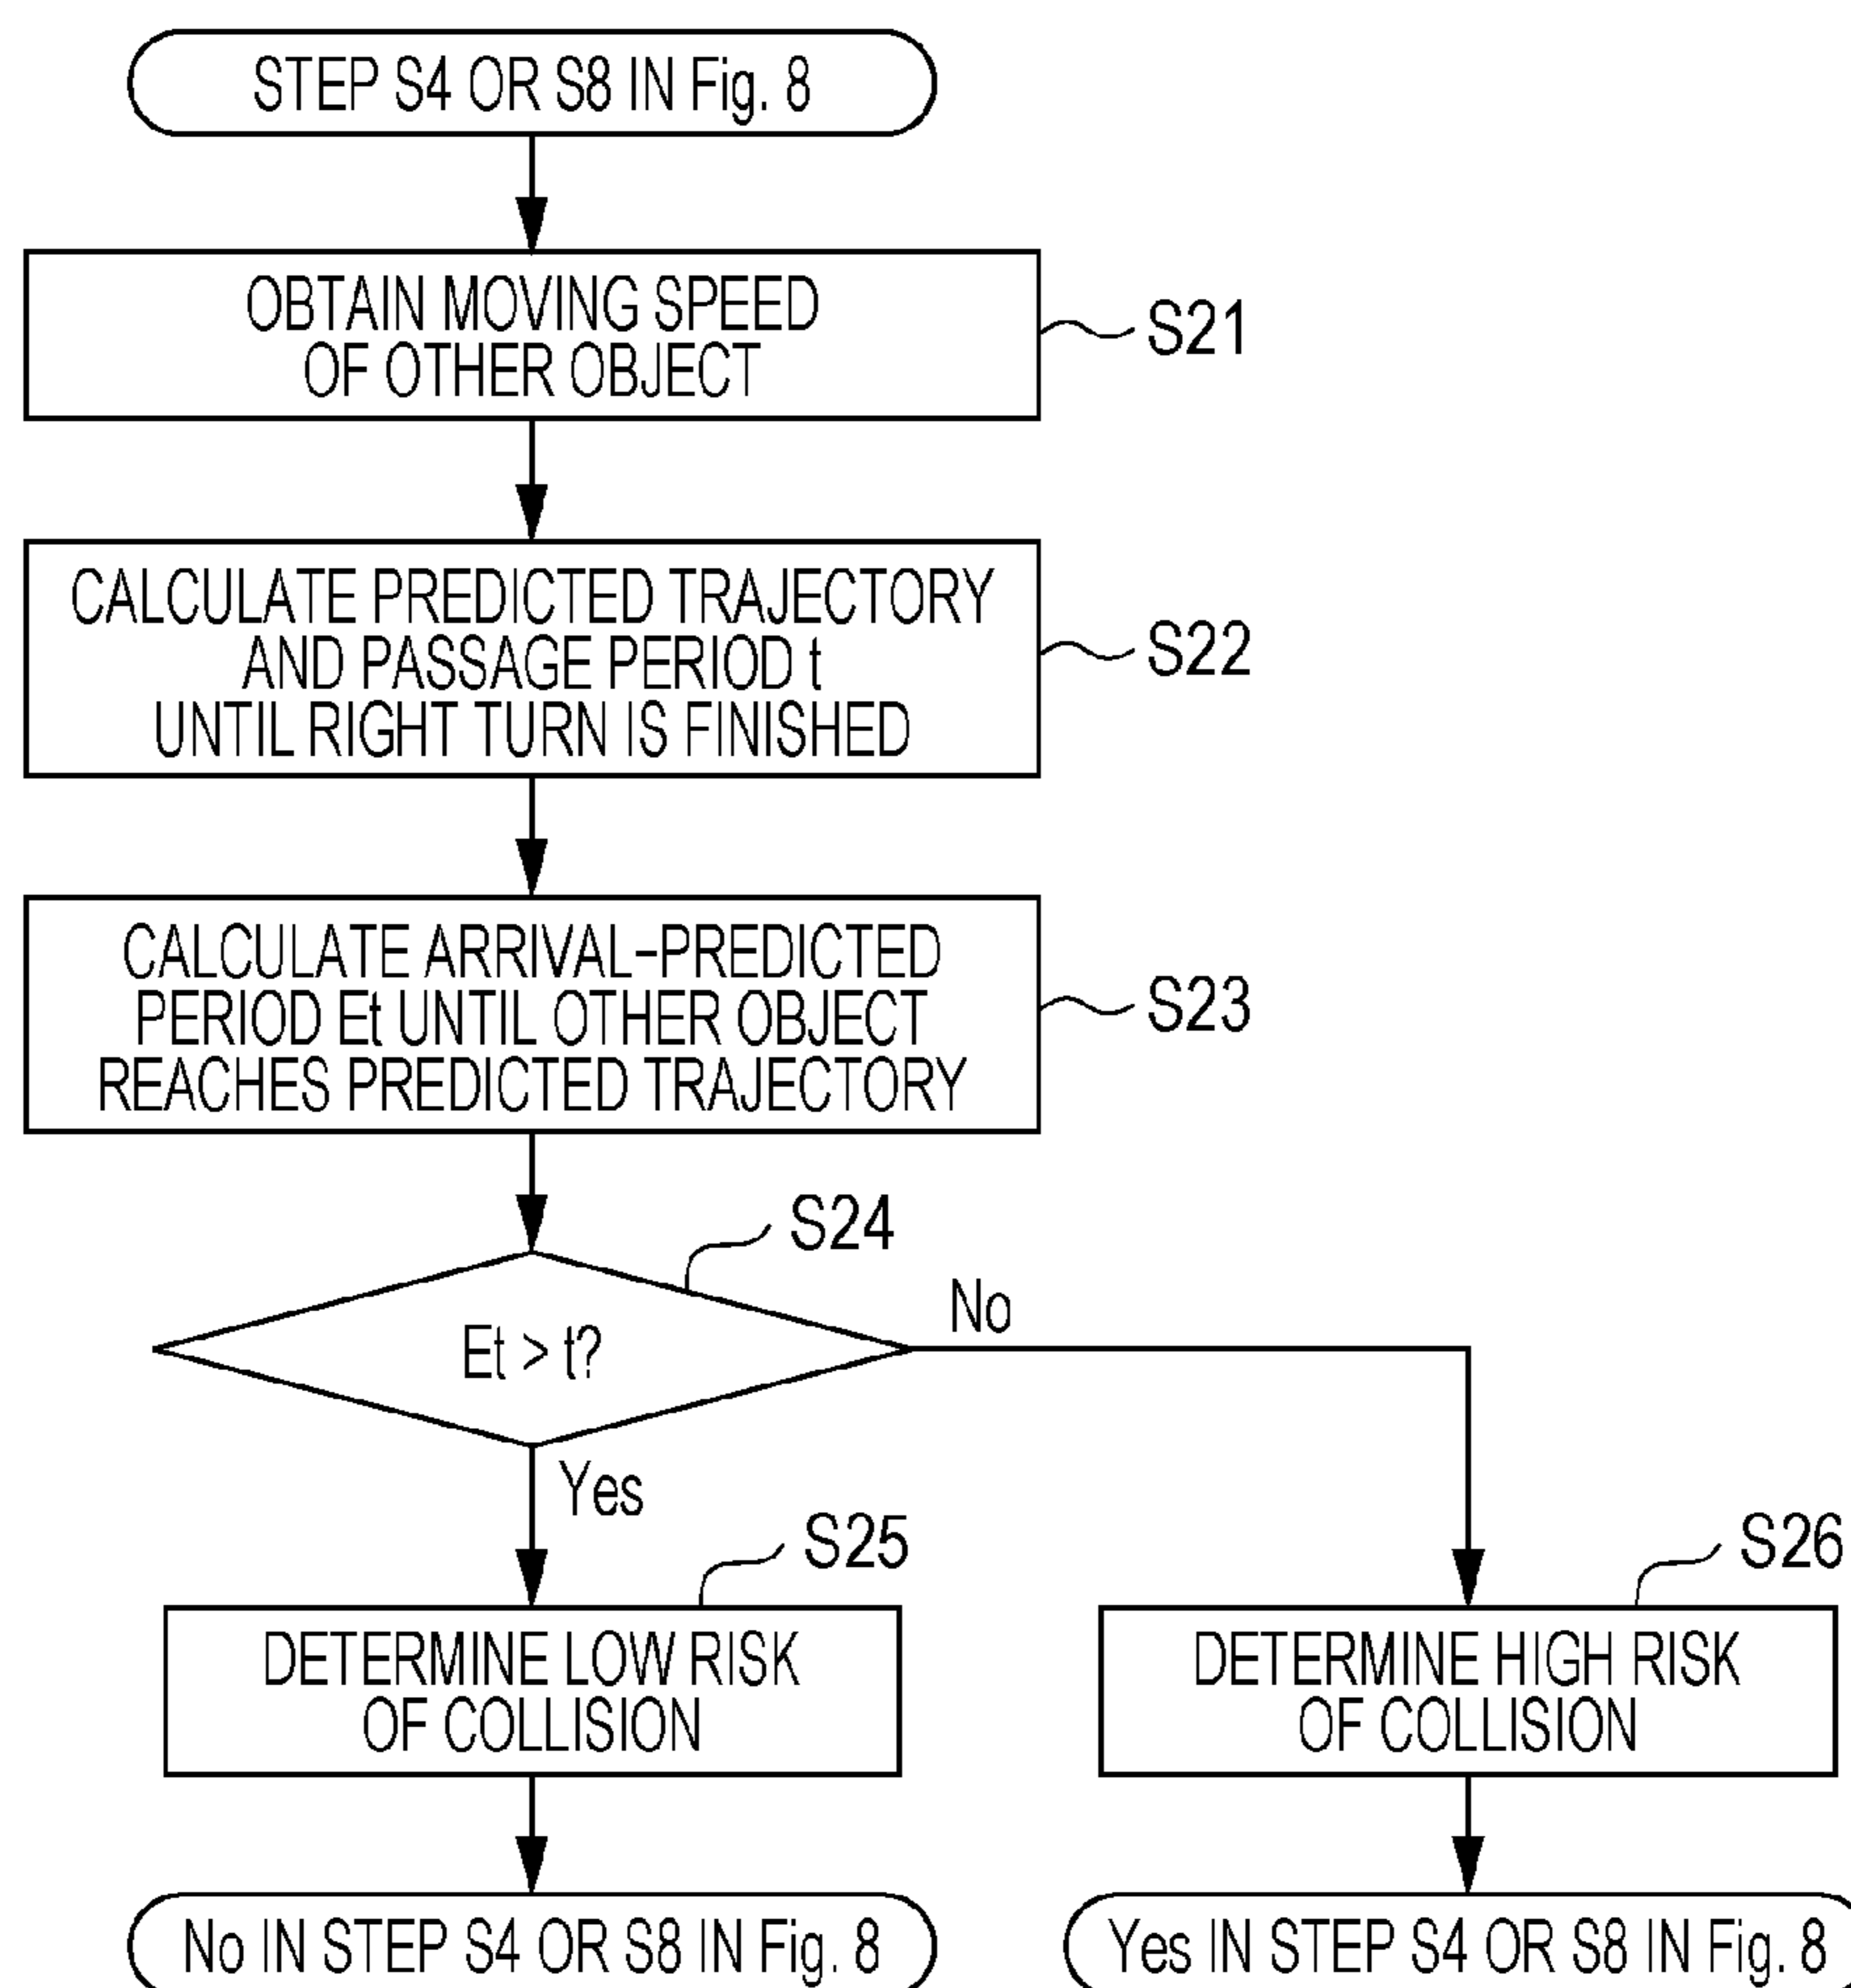 STEP S4 OR S8 IN Fig. 8
OBTAIN MOVING SPEED
OF OTHER OBJECT
S21
CALCULATE PREDICTED TRAJECTORY
AND PASSAGE PERIOD t
UNTIL RIGHT TURN IS FINISHED
S22
CALCULATE ARRIVAL-PREDICTED
PERIOD Et UNTIL OTHER OBJECT
REACHES PREDICTED TRAJECTORY
S23
S24
Et > t?
No
Yes
S25
DETERMINE LOW RISK
OF COLLISION
S26
DETERMINE HIGH RISK
OF COLLISION
No IN STEP S4 OR S8 IN Fig. 8
Yes IN STEP S4 OR S8 IN Fig. 8